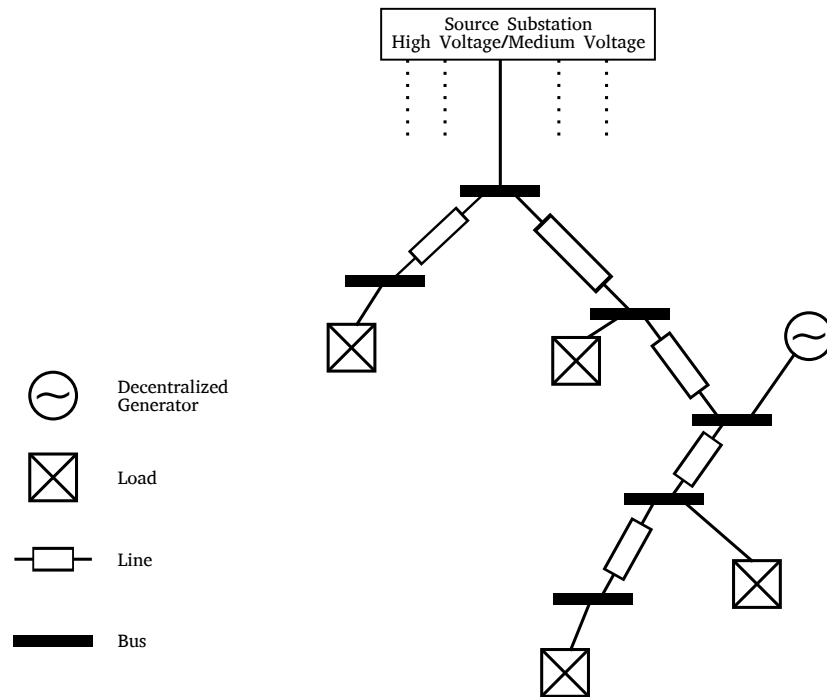 Source Substation
High Voltage/Medium Voltage
Decentralized
Generator
Load
Line
Bus